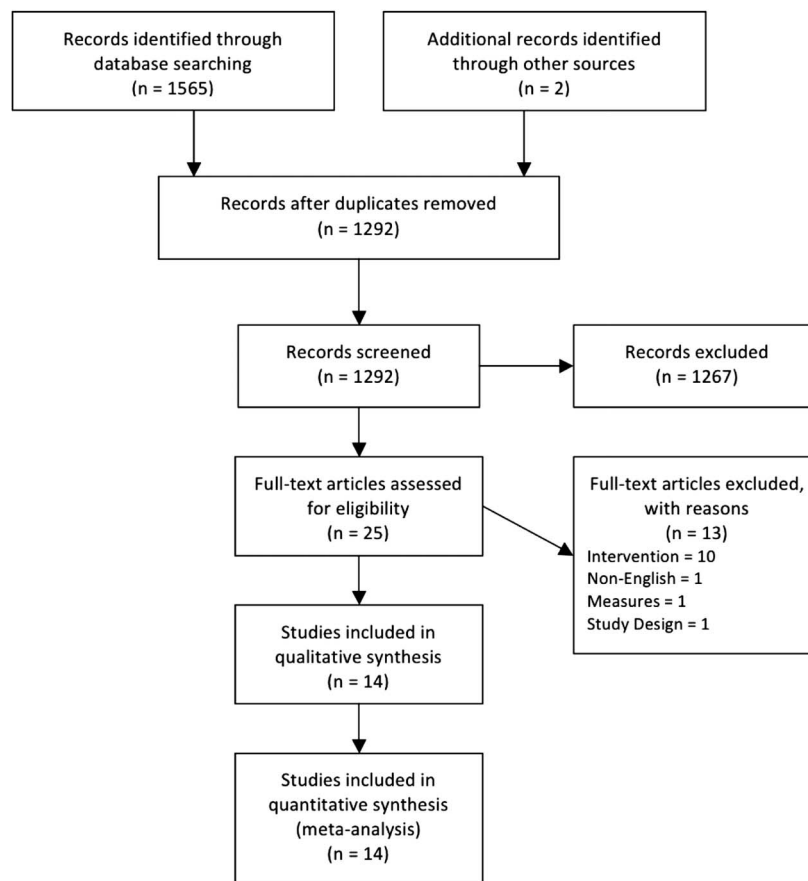 Records identified through
database searching
(n = 1565)
Additional records identified
through other sources
(n = 2)
Records after duplicates removed
(n = 1292)
Records screened
(n = 1292)
Records excluded
(n = 1267)
Full-text articles assessed
for eligibility
(n = 25)
Full-text articles excluded,
with reasons
(n = 13)
Intervention = 10
Non-English = 1
Measures = 1
Study Design = 1
Studies included in
qualitative synthesis
(n = 14)
Studies included in
quantitative synthesis
(meta-analysis)
(n = 14)